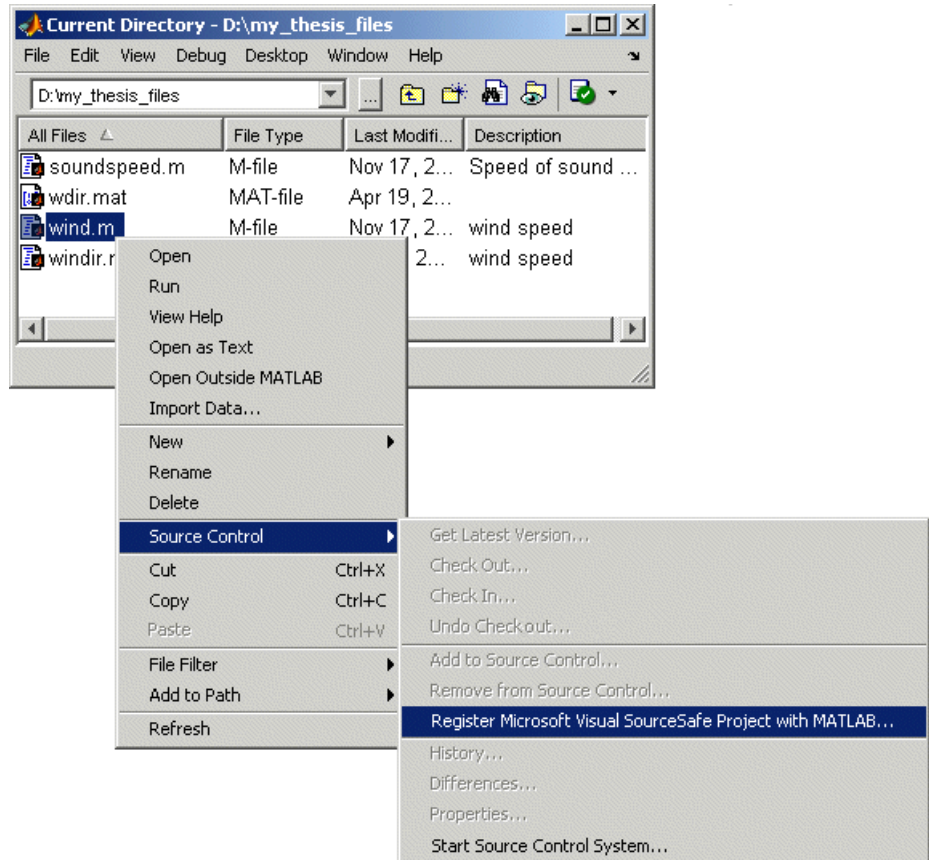 Current Directory - D:\my_thesis_files
File Edit View Debug Desktop Window Help
D:\my_thesis_files ...
All Files File Type Last Modifi... Description
soundspeed.m M-file Nov 17, 2... Speed of sound ...
wdir.mat MAT-file Apr 19, 2...
wind.m M-file Nov 17, 2... wind speed
windir. 2... wind speed
Open
Run
View Help
Open as Text
Open Outside MATLAB
Import Data...
New
Rename
Delete
Source Control
Cut Ctrl+X
Copy Ctrl+C
Paste Ctrl+V
File Filter
Add to Path
Refresh
Get Latest Version...
Check Out...
Check In...
Undo Checkout...
Add to Source Control...
Remove from Source Control...
Register Microsoft Visual SourceSafe Project with MATLAB...
History...
Differences...
Properties...
Start Source Control System...